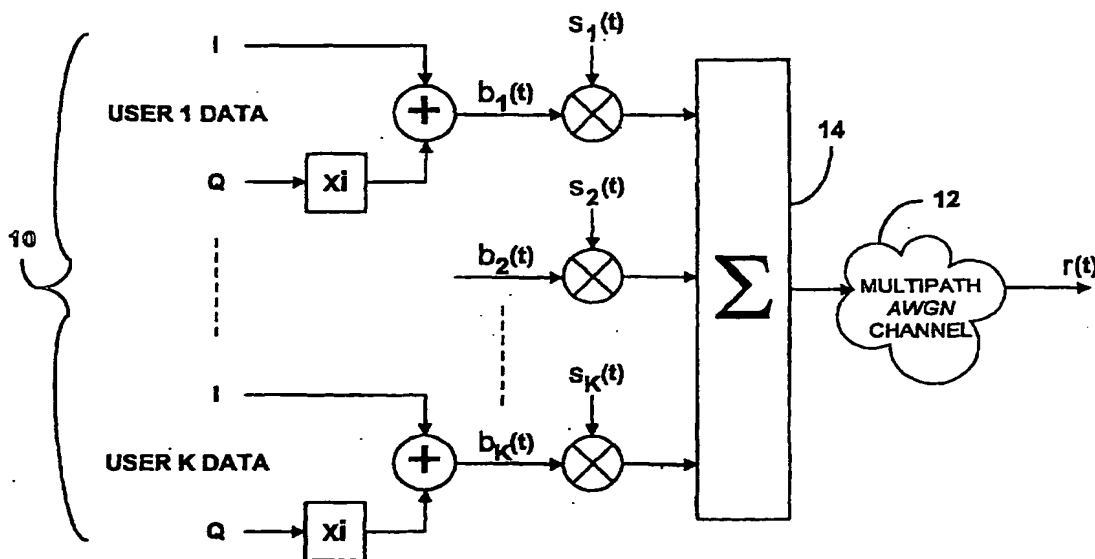 I
USER 1 DATA
Q
xi
+
b1(t)
s1(t)
10
b2(t)
s2(t)
Σ
14
12
MULTIPATH
AWGN
CHANNEL
r(t)
I
USER K DATA
Q
xi
+
bK(t)
sK(t)